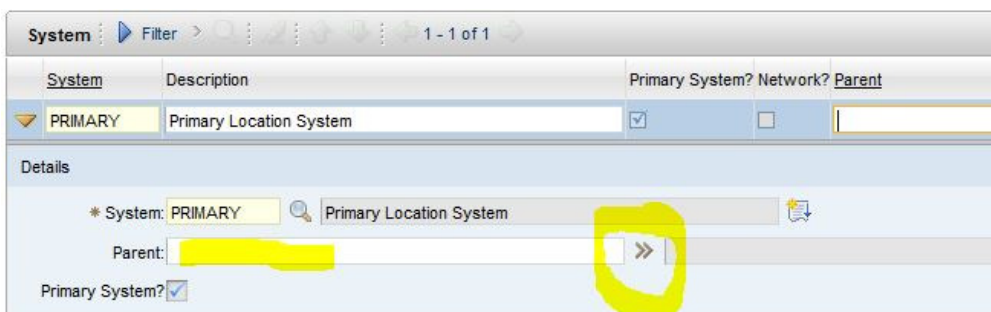 System Filter 1 - 1 of 1
System Description Primary System? Network? Parent
PRIMARY Primary Location System
Details
* System: PRIMARY Primary Location System
Parent:
Primary System?